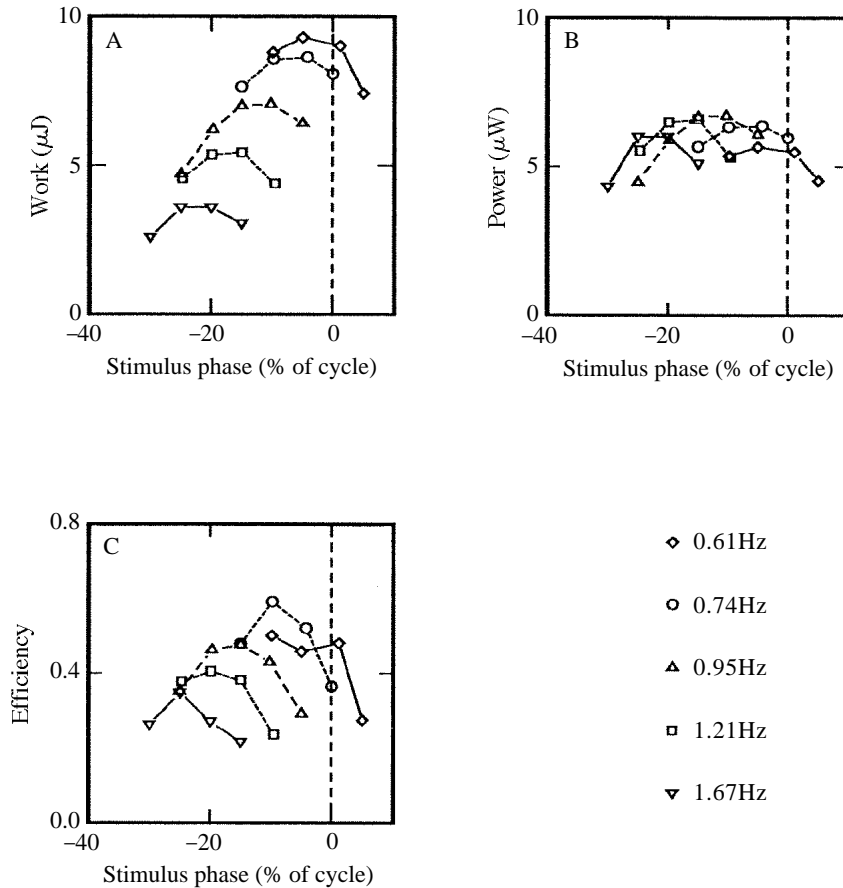 A
10
5
0
Work (μJ)
−40
−20
0
Stimulus phase (% of cycle)
B
10
5
0
Power (μW)
−40
−20
0
Stimulus phase (% of cycle)
C
0.8
0.4
0.0
Efficiency
−40
−20
0
Stimulus phase (% of cycle)
0.61Hz
0.74Hz
0.95Hz
1.21Hz
1.67Hz